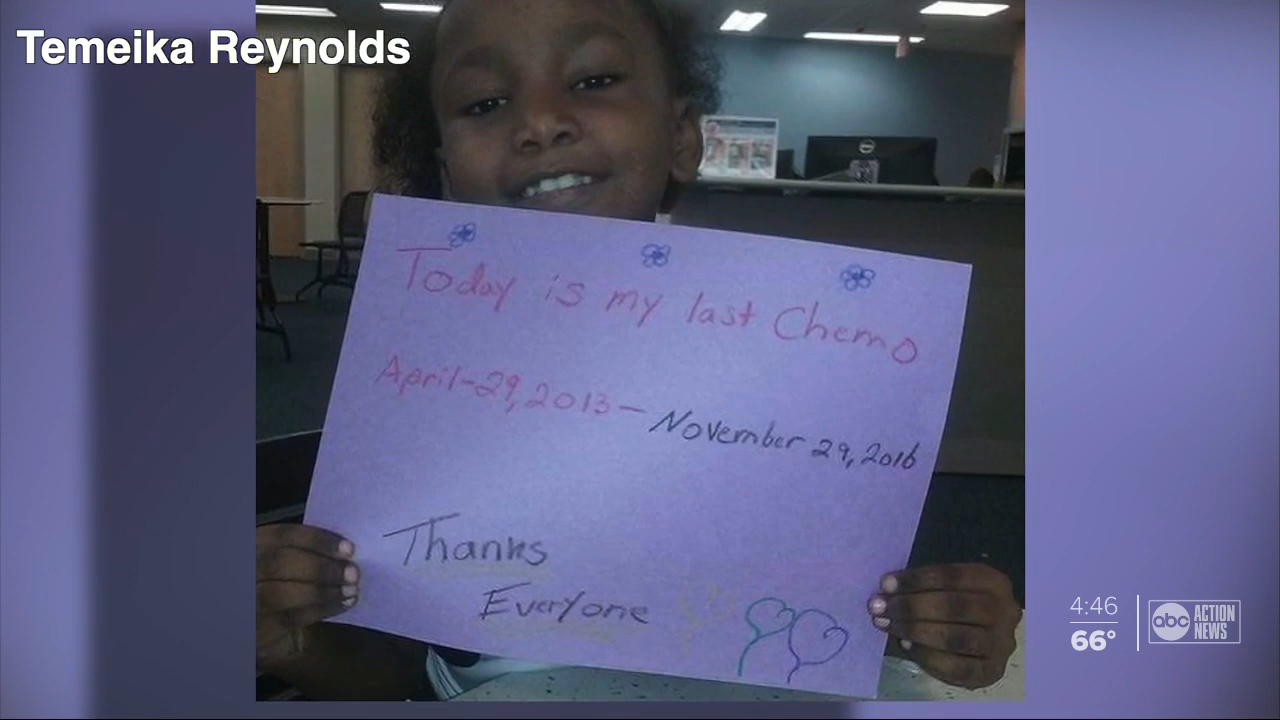 Temeika Reynolds
Today is my last Chemo
April-29, 2013 - November 29, 2016
Thanks
Everyone
4:46
66°
abc ACTION
NEWS